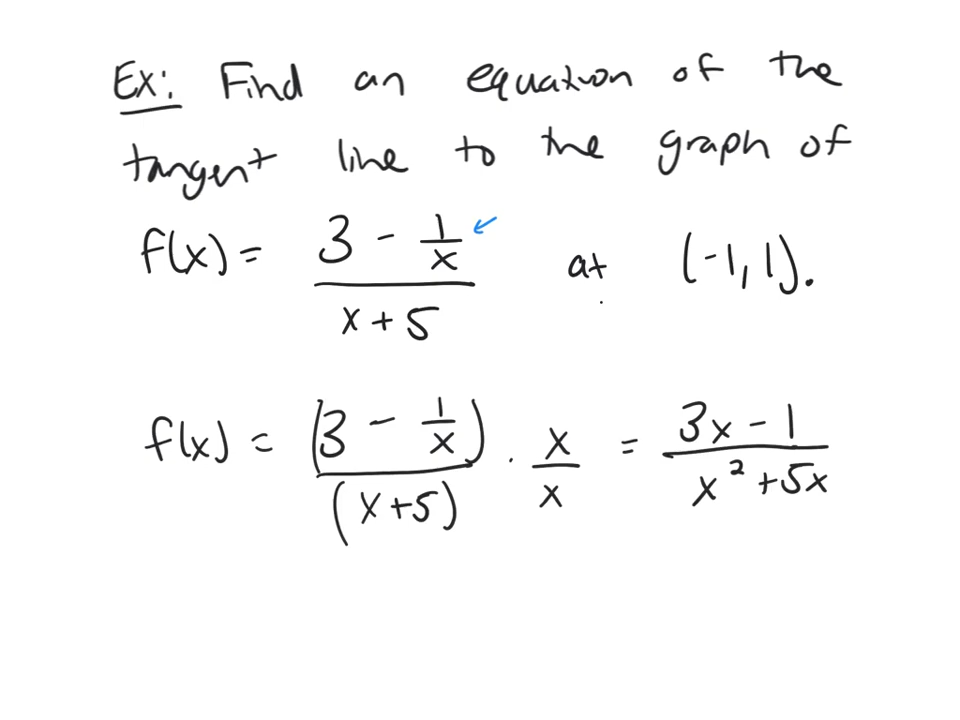 Ex: Find an equation of the
tangent line to the graph of
f(x) = (3 - 1/x)/(x + 5) at (-1, 1).
f(x) = (3 - 1/x)/(x+5) · x/x = (3x - 1)/(x² + 5x)